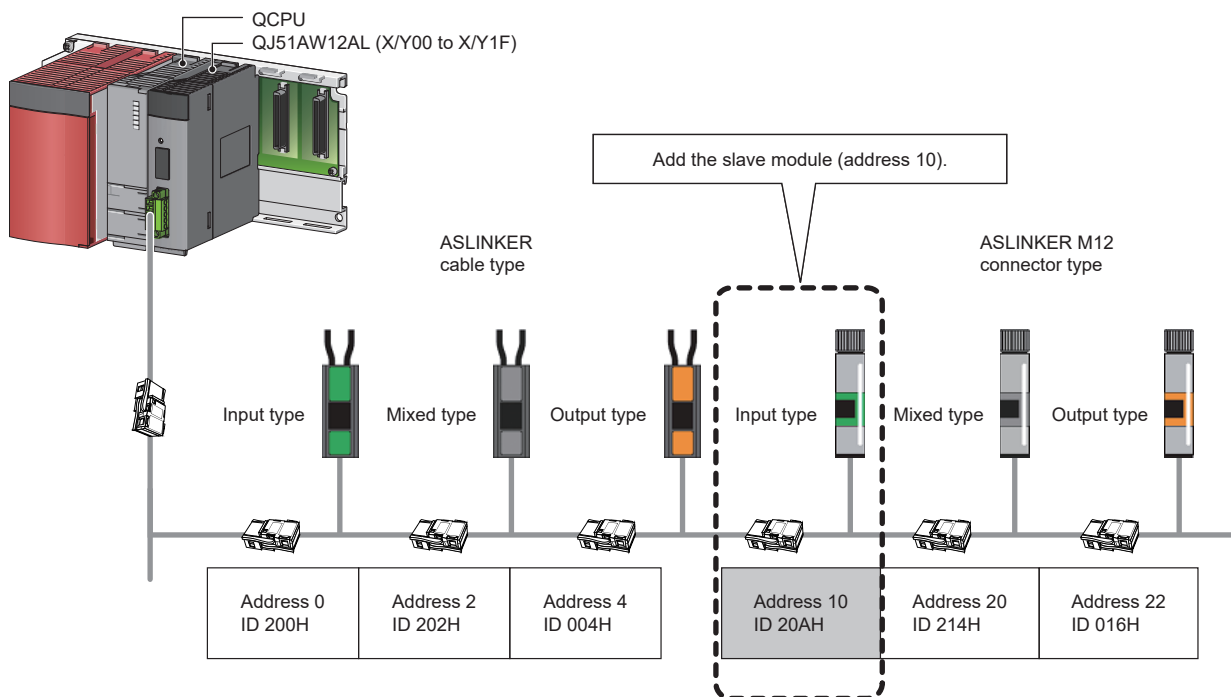 QCPU
QJ51AW12AL (X/Y00 to X/Y1F)
Add the slave module (address 10).
ASLINKER
cable type
ASLINKER M12
connector type
Input type
Mixed type
Output type
Input type
Mixed type
Output type
Address 0
ID 200H
Address 2
ID 202H
Address 4
ID 004H
Address 10
ID 20AH
Address 20
ID 214H
Address 22
ID 016H